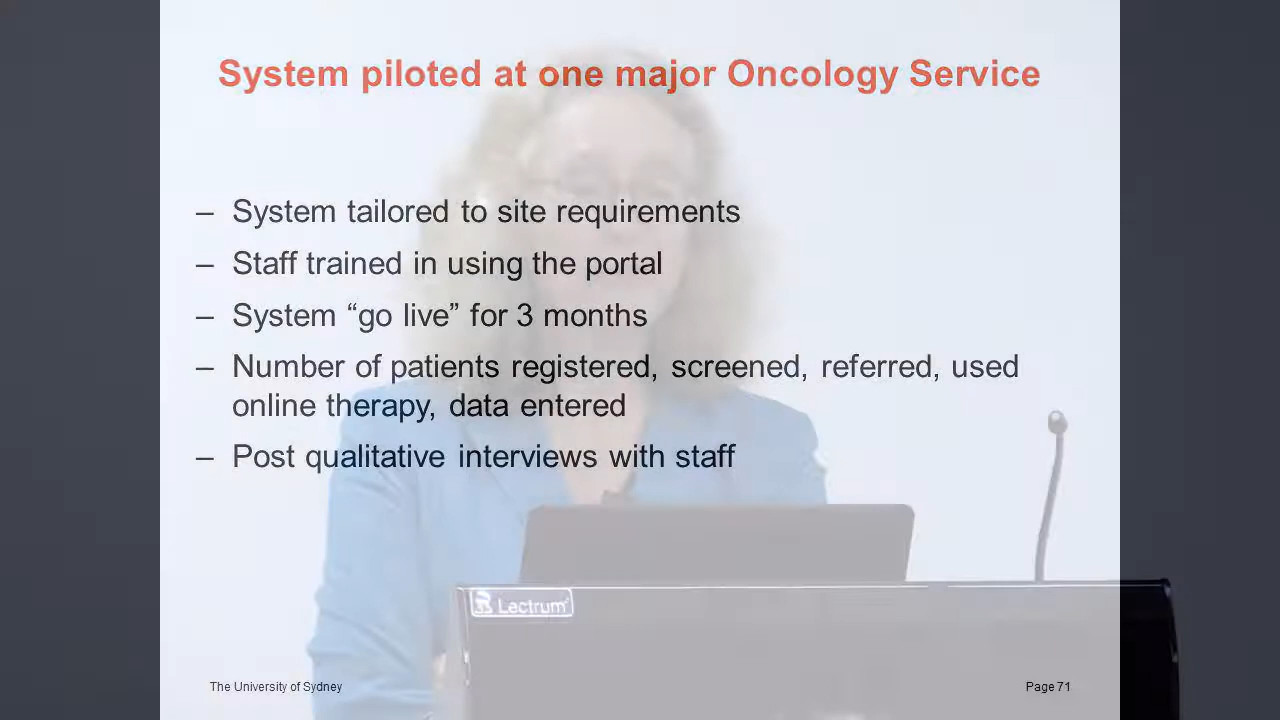 System piloted at one major Oncology Service
– System tailored to site requirements
– Staff trained in using the portal
– System “go live” for 3 months
– Number of patients registered, screened, referred, used
online therapy, data entered
– Post qualitative interviews with staff
Lectrum
The University of Sydney
Page 71